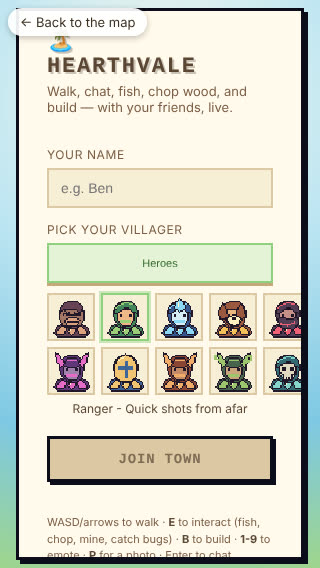 ← Back to the map
HEARTHVALE
Walk, chat, fish, chop wood, and
build — with your friends, live.
YOUR NAME
e.g. Ben
PICK YOUR VILLAGER
Heroes
Ranger - Quick shots from afar
JOIN TOWN
WASD/arrows to walk · E to interact (fish,
chop, mine, catch bugs) · B to build · 1-9 to
emote · P for a photo · Enter to chat